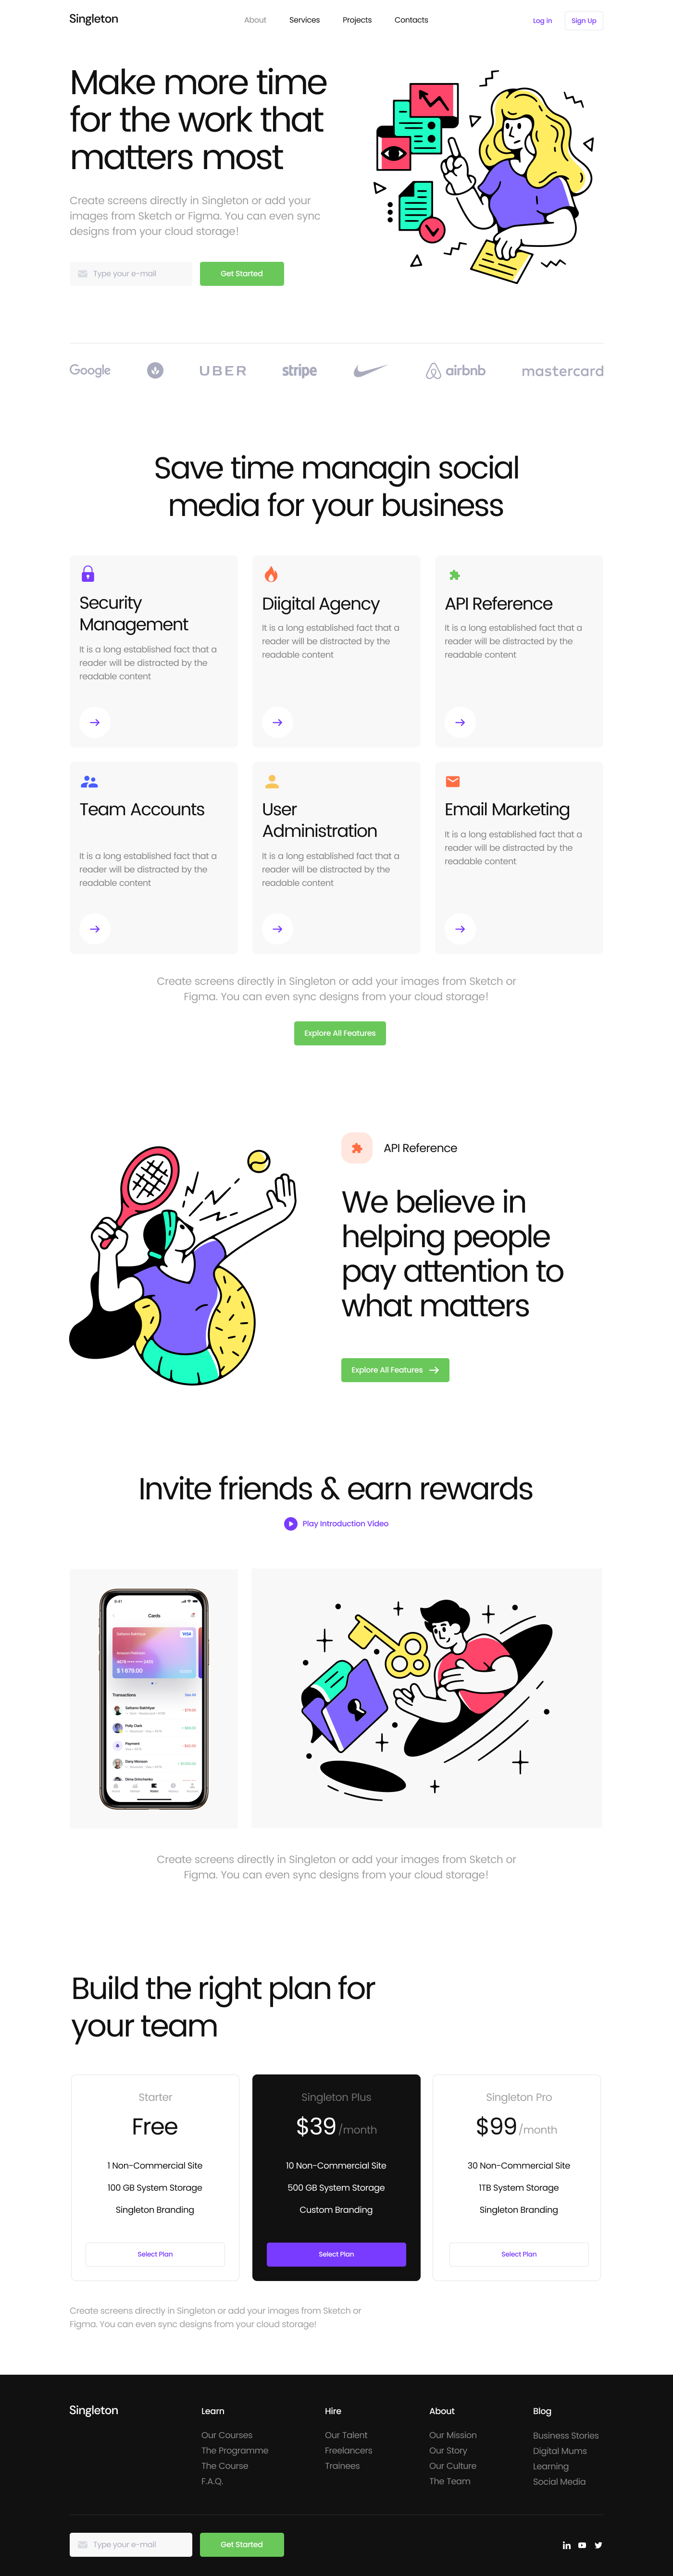 Singleton
About Services Projects Contacts
Log in Sign Up
Make more time
for the work that
matters most
Create screens directly in Singleton or add your
images from Sketch or Figma. You can even sync
designs from your cloud storage!
Type your e-mail Get Started
Google UBER stripe airbnb mastercard
Save time managin social
media for your business
Security
Management
It is a long established fact that a
reader will be distracted by the
readable content
Diigital Agency
It is a long established fact that a
reader will be distracted by the
readable content
API Reference
It is a long established fact that a
reader will be distracted by the
readable content
Team Accounts
It is a long established fact that a
reader will be distracted by the
readable content
User
Administration
It is a long established fact that a
reader will be distracted by the
readable content
Email Marketing
It is a long established fact that a
reader will be distracted by the
readable content
Create screens directly in Singleton or add your images from Sketch or
Figma. You can even sync designs from your cloud storage!
Explore All Features
API Reference
We believe in
helping people
pay attention to
what matters
Explore All Features
Invite friends & earn rewards
Play Introduction Video
9:41
Cards
VISA
$1 679.00
Transactions See All
Polly Clark
Payment
Dany Monson
Create screens directly in Singleton or add your images from Sketch or
Figma. You can even sync designs from your cloud storage!
Build the right plan for
your team
Starter
Free
1 Non-Commercial Site
100 GB System Storage
Singleton Branding
Select Plan
Singleton Plus
$39/month
10 Non-Commercial Site
500 GB System Storage
Custom Branding
Select Plan
Singleton Pro
$99/month
30 Non-Commercial Site
1TB System Storage
Singleton Branding
Select Plan
Create screens directly in Singleton or add your images from Sketch or
Figma. You can even sync designs from your cloud storage!
Singleton
Learn
Our Courses
The Programme
The Course
F.A.Q.
Hire
Our Talent
Freelancers
Trainees
About
Our Mission
Our Story
Our Culture
The Team
Blog
Business Stories
Digital Mums
Learning
Social Media
Type your e-mail Get Started